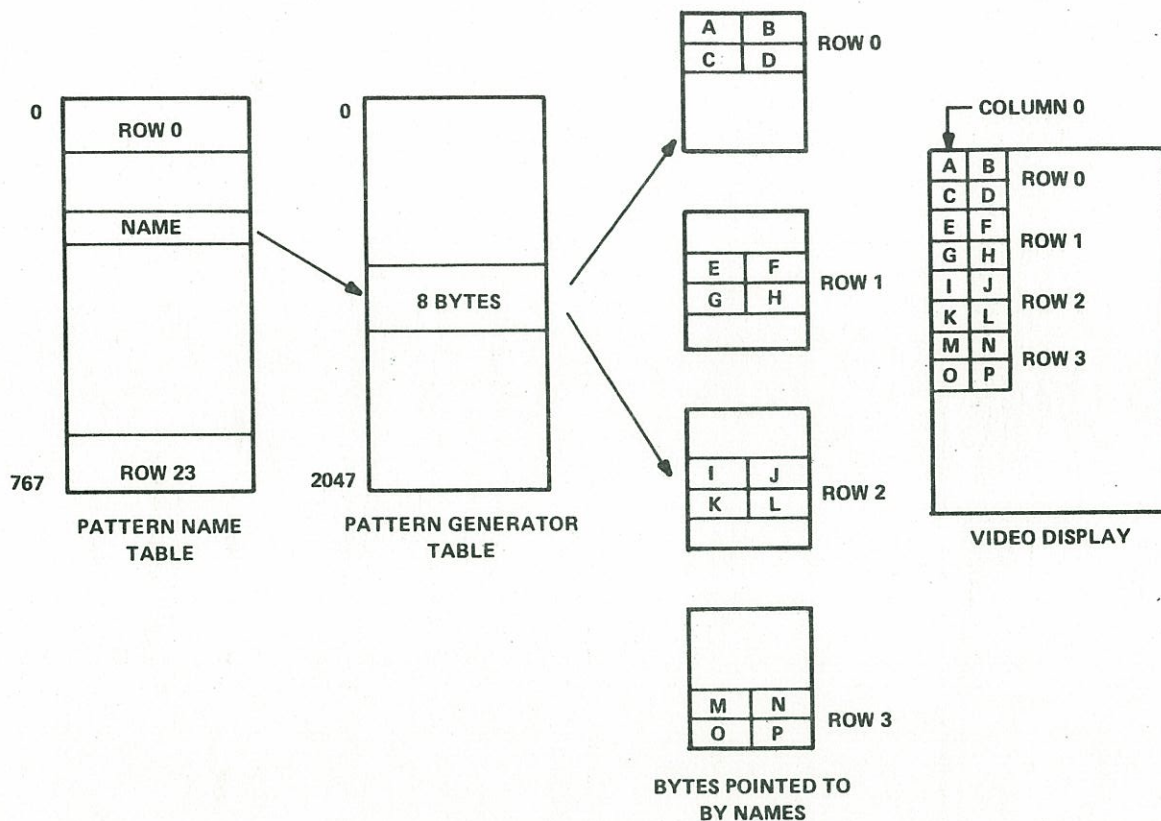 0
ROW 0
NAME
ROW 23
767
PATTERN NAME
TABLE
0
8 BYTES
2047
PATTERN GENERATOR
TABLE
A B
C D
ROW 0
E F
G H
ROW 1
I J
K L
ROW 2
M N
O P
ROW 3
BYTES POINTED TO
BY NAMES
COLUMN 0
A B
C D
ROW 0
E F
G H
ROW 1
I J
K L
ROW 2
M N
O P
ROW 3
VIDEO DISPLAY